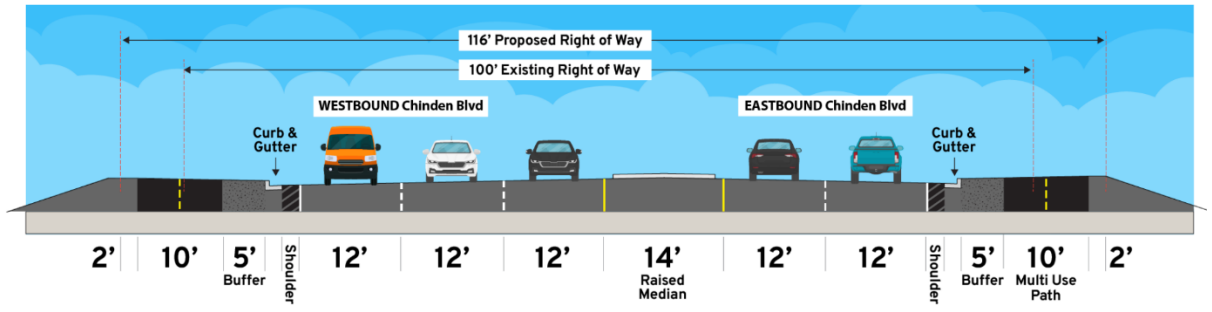 116' Proposed Right of Way
100' Existing Right of Way
WESTBOUND Chinden Blvd
EASTBOUND Chinden Blvd
Curb &
Gutter
Curb &
Gutter
2'
10'
5'
Buffer
Shoulder
12'
12'
12'
14'
Raised
Median
12'
12'
Shoulder
5'
Buffer
10'
Multi Use
Path
2'